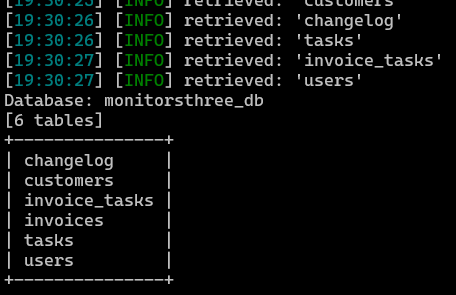 [19:30:25] [INFO] retrieved: 'customers'
[19:30:26] [INFO] retrieved: 'changelog'
[19:30:26] [INFO] retrieved: 'tasks'
[19:30:27] [INFO] retrieved: 'invoice_tasks'
[19:30:27] [INFO] retrieved: 'users'
Database: monitorsthree_db
[6 tables]
+---------------+
| changelog     |
| customers     |
| invoice_tasks |
| invoices      |
| tasks         |
| users         |
+---------------+